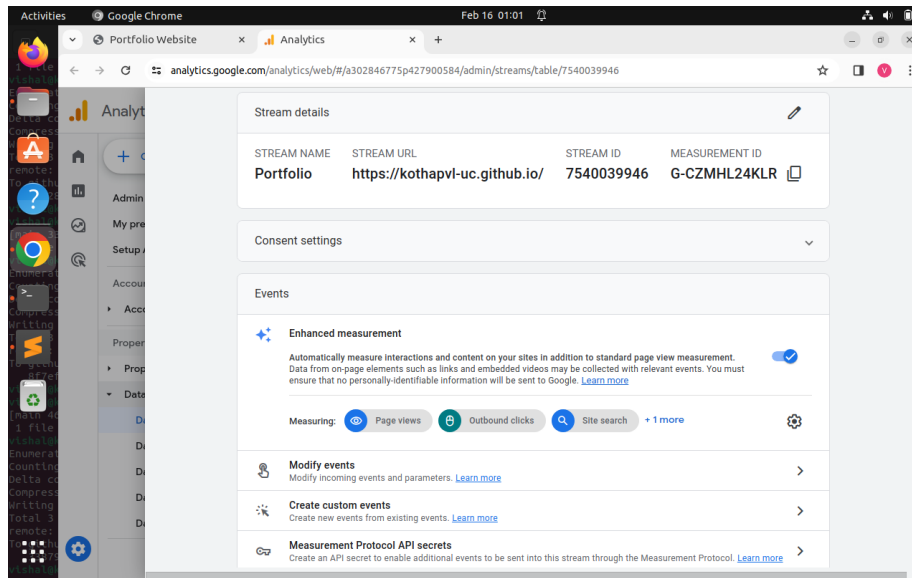 Activities Google Chrome Feb 16 01:01
Portfolio Website × Analytics × +
analytics.google.com/analytics/web/#/a302846775p427900584/admin/streams/table/7540039946
V
Analyt
Admin
My pre
Setup
Accou
Acco
Proper
Prop
Data
Stream details
STREAM NAME STREAM URL STREAM ID MEASUREMENT ID
Portfolio https://kothapvl-uc.github.io/ 7540039946 G-CZMHL24KLR
Consent settings
Events
Enhanced measurement
Automatically measure interactions and content on your sites in addition to standard page view measurement.
Data from on-page elements such as links and embedded videos may be collected with relevant events. You must
ensure that no personally-identifiable information will be sent to Google. Learn more
Measuring: Page views Outbound clicks Site search + 1 more
Modify events
Modify incoming events and parameters. Learn more
Create custom events
Create new events from existing events. Learn more
Measurement Protocol API secrets
Create an API secret to enable additional events to be sent into this stream through the Measurement Protocol. Learn more